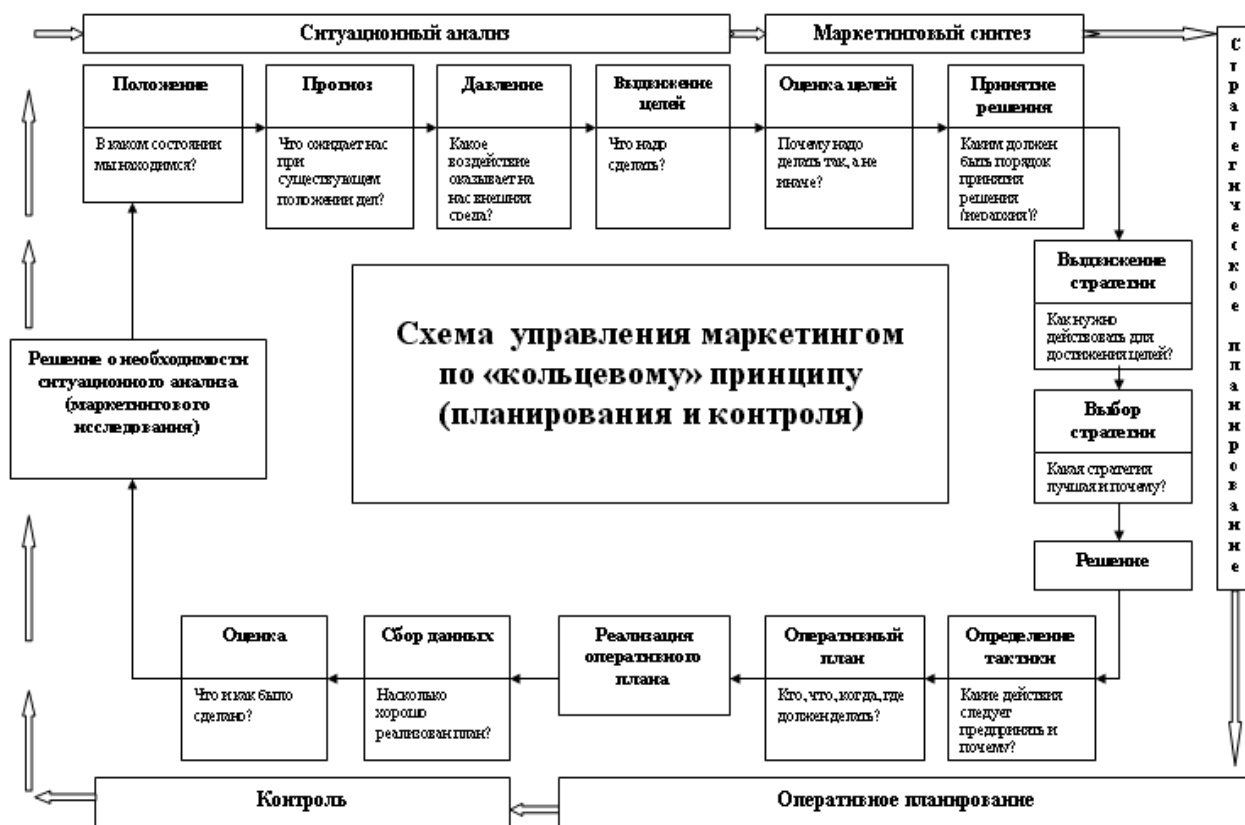 Ситуационный анализ
Маркетинговый синтез
Стратегическое планирование
Положение
В каком состоянии
мы находимся?
Прогноз
Что ожидает нас
при
существующем
положении дел?
Давление
Какое
воздействие
оказывает на
нас внешняя
среда?
Выдвижение
целей
Что надо
сделать?
Оценка целей
Почему надо
делать так, а не
иначе?
Принятие
решения
Каким должен
быть порядок
принятия
решения
(иерархия)?
Выдвижение
стратегии
Как нужно
действовать для
достижения целей?
Выбор
стратегии
Какая стратегия
лучшая и почему?
Решение
Схема управления маркетингом
по «кольцевому» принципу
(планирования и контроля)
Решение о необходимости
ситуационного анализа
(маркетингового
исследования)
Оценка
Что и как было
сделано?
Сбор данных
Насколько
хорошо
реализован план?
Реализация
оперативного
плана
Оперативный
план
Кто, что, когда, где
должен делать?
Определение
тактики
Какие действия
следует
предпринять и
почему?
Контроль
Оперативное планирование